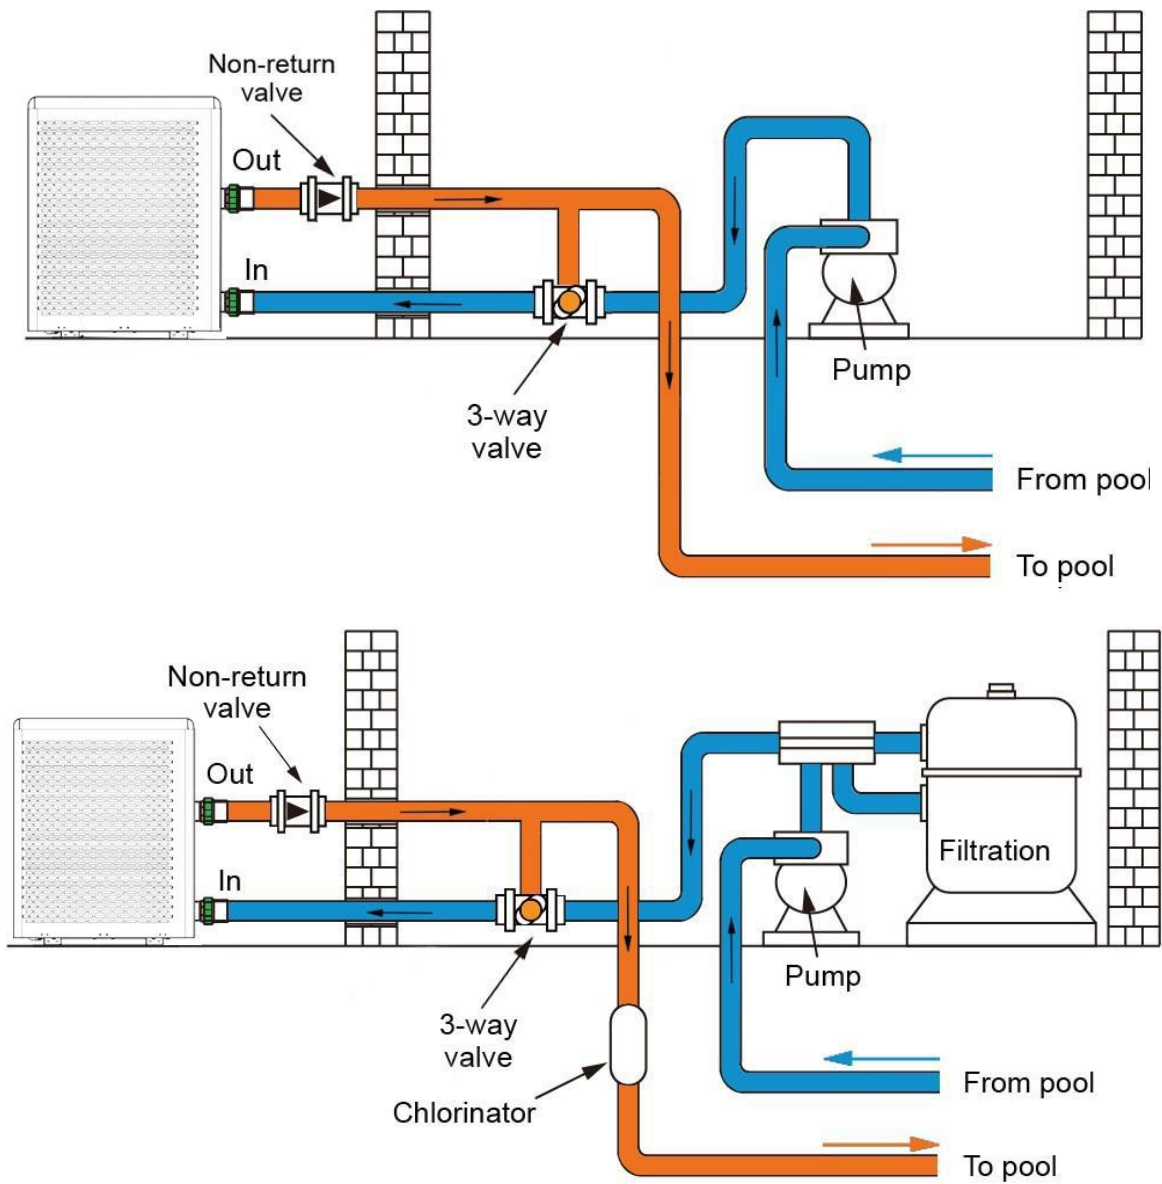 Non-return
valve
Out
In
3-way
valve
Pump
From pool
To pool
Non-return
valve
Out
In
Filtration
Pump
3-way
valve
Chlorinator
From pool
To pool